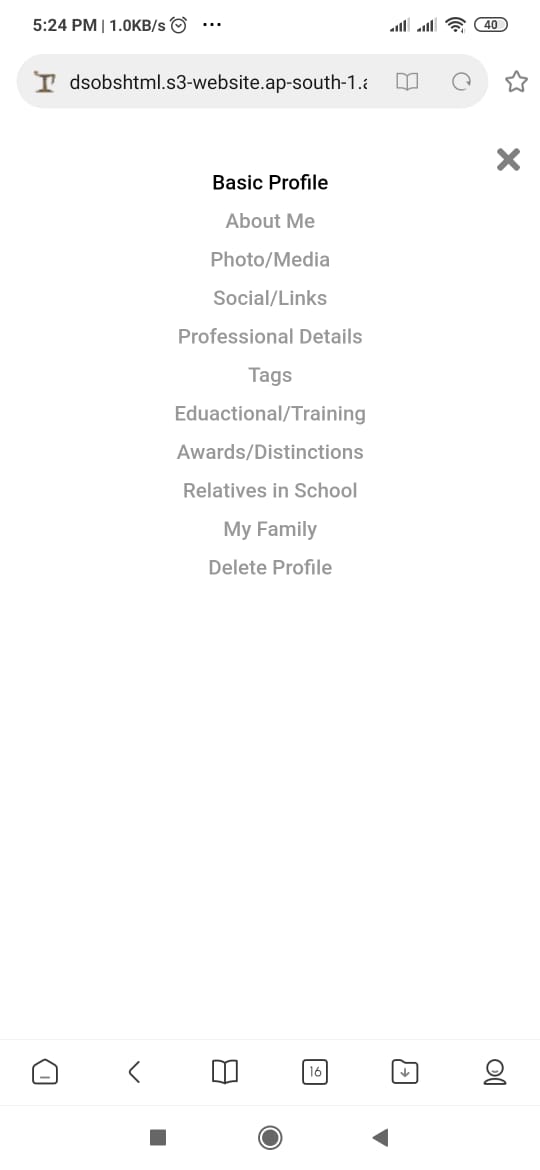 5:24 PM | 1.0KB/s ... 40
dsobshtml.s3-website.ap-south-1.a
Basic Profile
About Me
Photo/Media
Social/Links
Professional Details
Tags
Eduactional/Training
Awards/Distinctions
Relatives in School
My Family
Delete Profile
16